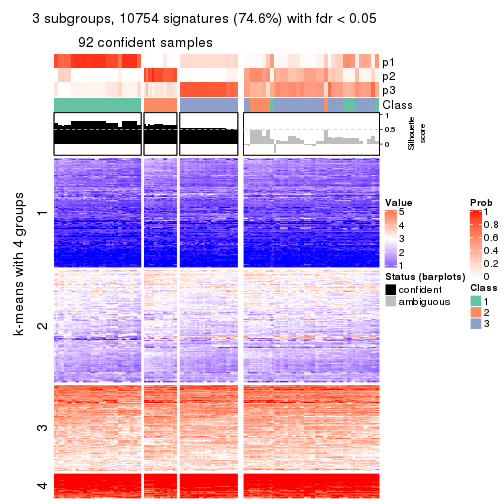 3 subgroups, 10754 signatures (74.6%) with fdr < 0.05
92 confident samples
p1
p2
p3
Class
1
0.5
0
Silhouette
score
k-means with 4 groups
1
2
3
4
Value
5
4
3
2
1
Status (barplots)
confident
ambiguous
Prob
1
0.8
0.6
0.4
0.2
0
Class
1
2
3